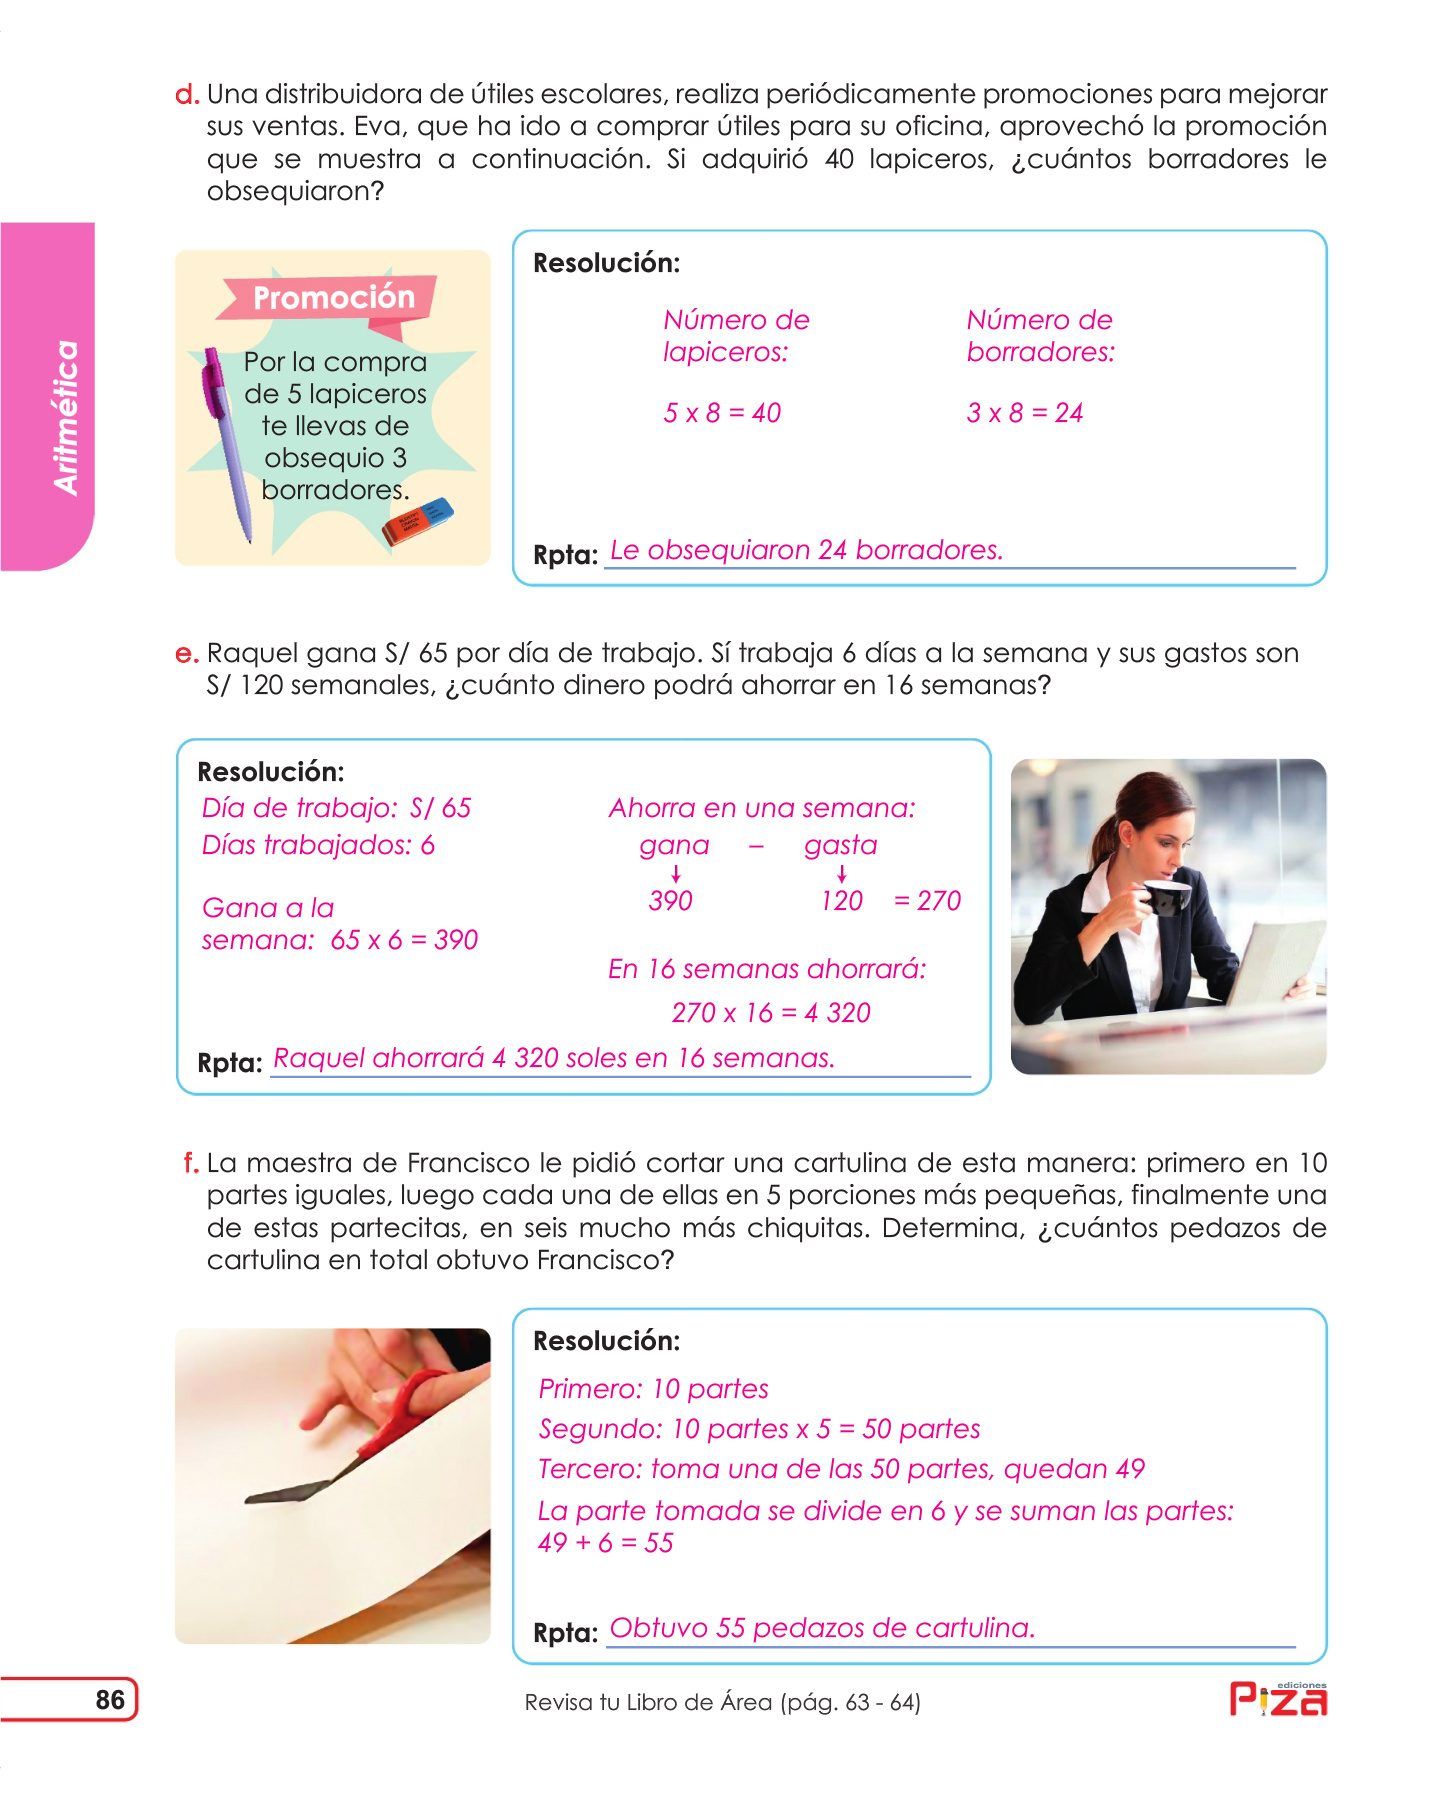 d. Una distribuidora de útiles escolares, realiza periódicamente promociones para mejorar
sus ventas. Eva, que ha ido a comprar útiles para su oficina, aprovechó la promoción
que se muestra a continuación. Si adquirió 40 lapiceros, ¿cuántos borradores le
obsequiaron?
Aritmética
Promoción
Por la compra
de 5 lapiceros
te llevas de
obsequio 3
borradores.
Resolución:
Número de
lapiceros:
5 x 8 = 40
Número de
borradores:
3 x 8 = 24
Rpta: Le obsequiaron 24 borradores.
e. Raquel gana S/ 65 por día de trabajo. Sí trabaja 6 días a la semana y sus gastos son
S/ 120 semanales, ¿cuánto dinero podrá ahorrar en 16 semanas?
Resolución:
Día de trabajo: S/ 65
Días trabajados: 6
Gana a la
semana: 65 x 6 = 390
Ahorra en una semana:
gana – gasta
390 120 = 270
En 16 semanas ahorrará:
270 x 16 = 4 320
Rpta: Raquel ahorrará 4 320 soles en 16 semanas.
f. La maestra de Francisco le pidió cortar una cartulina de esta manera: primero en 10
partes iguales, luego cada una de ellas en 5 porciones más pequeñas, finalmente una
de estas partecitas, en seis mucho más chiquitas. Determina, ¿cuántos pedazos de
cartulina en total obtuvo Francisco?
Resolución:
Primero: 10 partes
Segundo: 10 partes x 5 = 50 partes
Tercero: toma una de las 50 partes, quedan 49
La parte tomada se divide en 6 y se suman las partes:
49 + 6 = 55
Rpta: Obtuvo 55 pedazos de cartulina.
86
Revisa tu Libro de Área (pág. 63 - 64)
ediciones
Piza